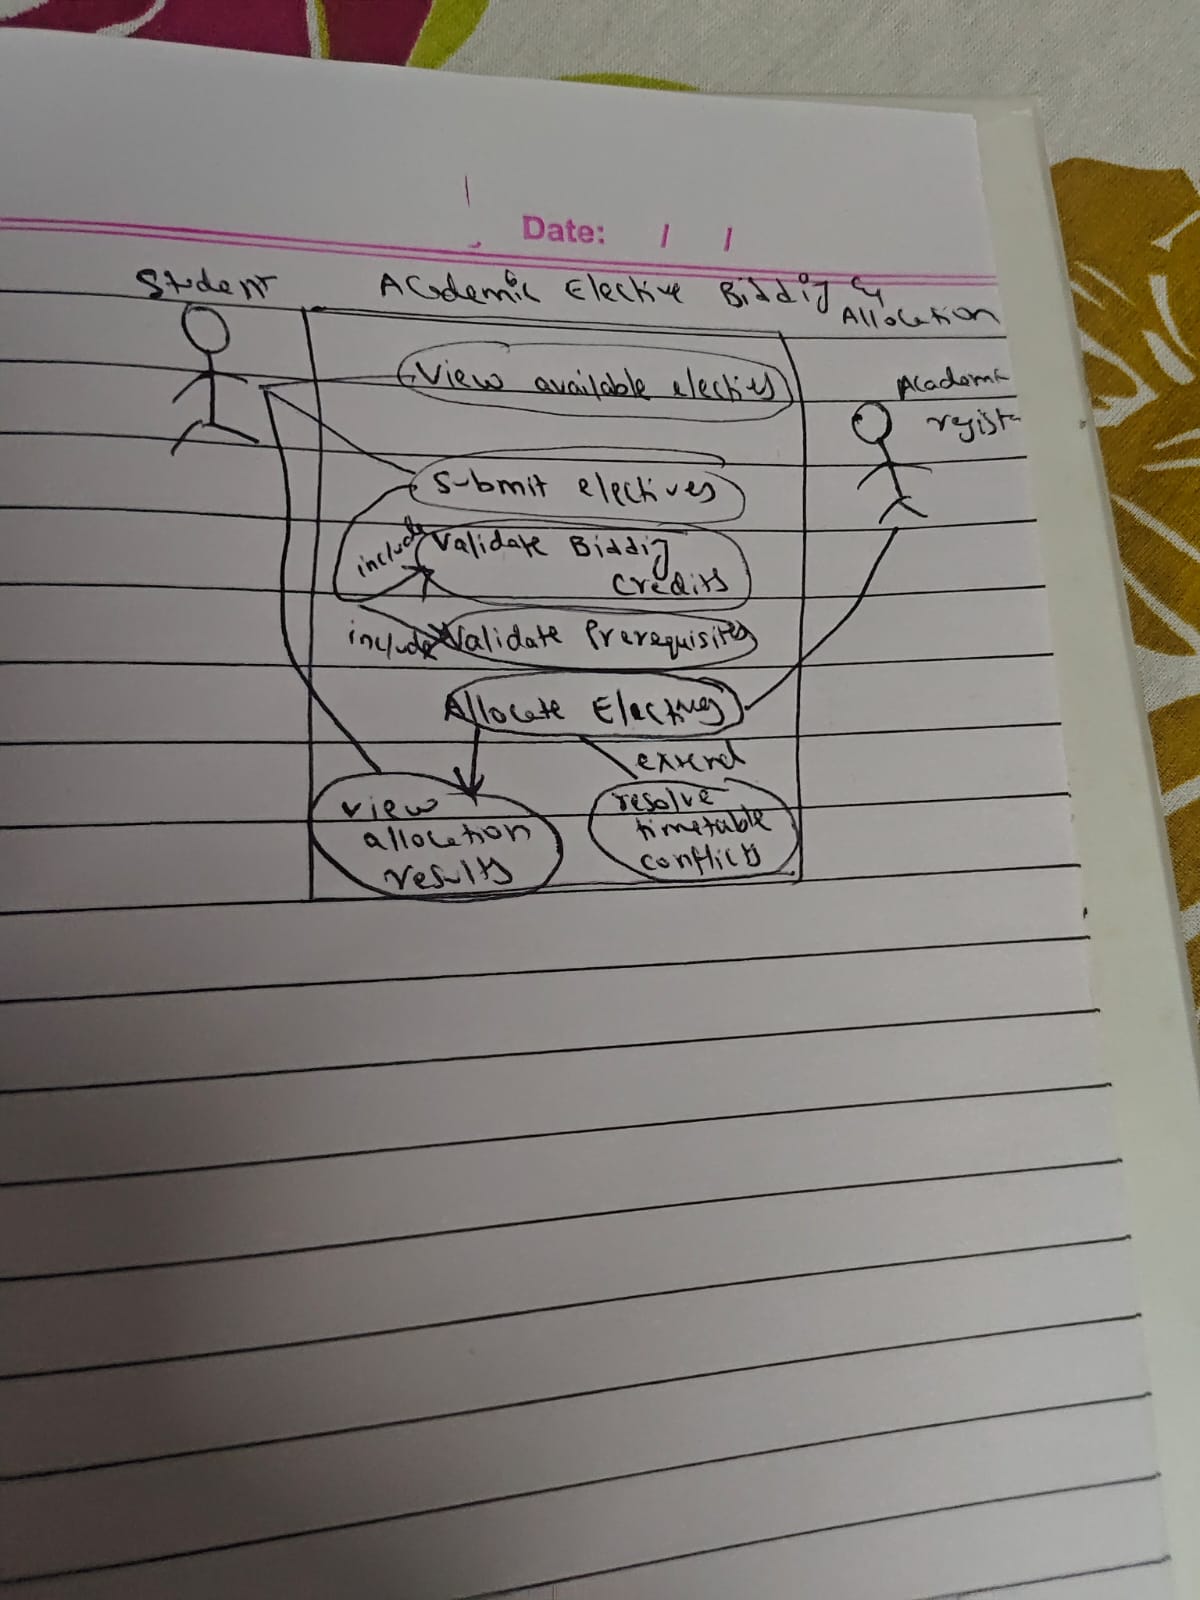 Date: / /
Student
Academic Elective Bidding &
Allocation
View available electives
Academic
regist
Submit electives
include
Validate Bidding
Credits
include
Validate Prerequisites
Allocate Electives
extend
view
allocation
results
resolve
timetable
conflicts